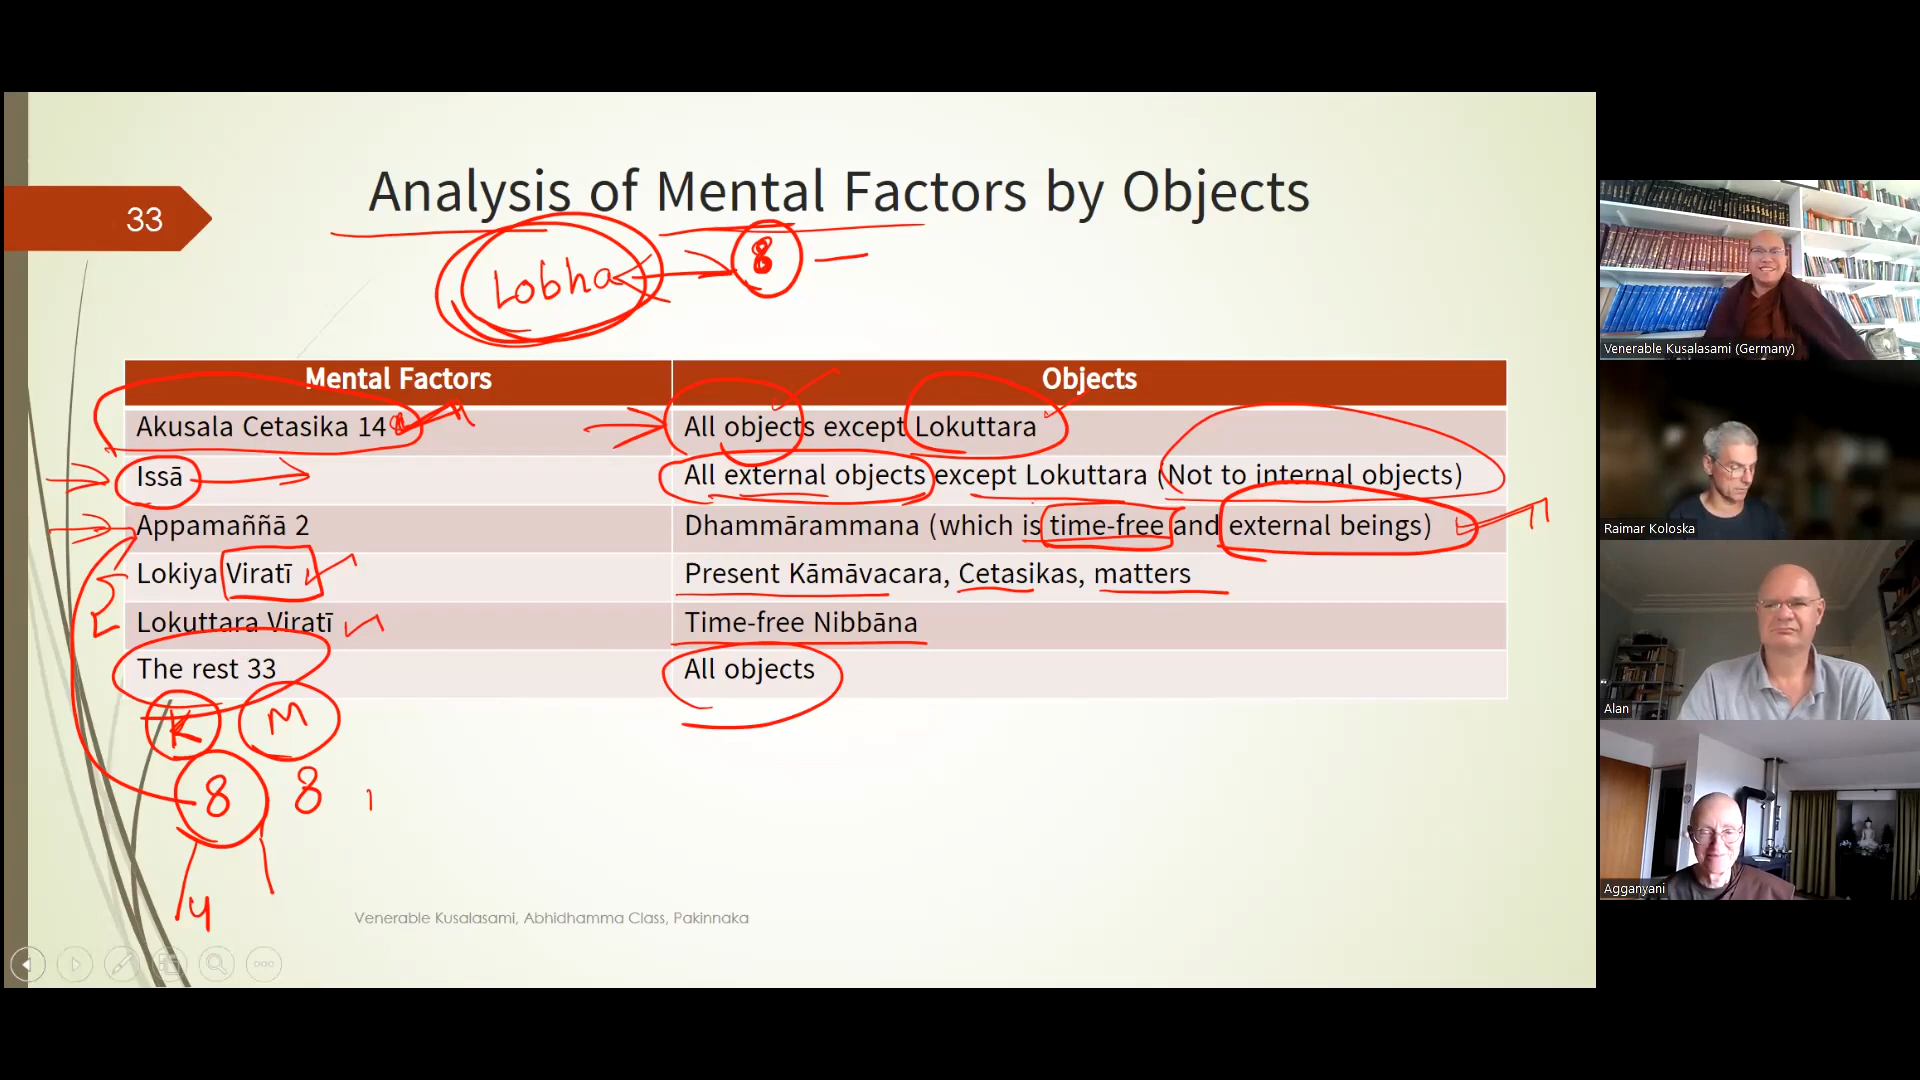 33
Analysis of Mental Factors by Objects
Lobha
8
Mental Factors Objects
Akusala Cetasika 14 All objects except Lokuttara
Issā All external objects except Lokuttara (Not to internal objects)
Appamaññā 2 Dhammārammana (which is time-free and external beings)
Lokiya Viratī Present Kāmāvacara, Cetasikas, matters
Lokuttara Viratī Time-free Nibbāna
The rest 33 All objects
K M
8 8 1
4
Venerable Kusalasami, Abhidhamma Class, Pakinnaka
Venerable Kusalasami (Germany)
Raimar Koloska
Alan
Agganyani